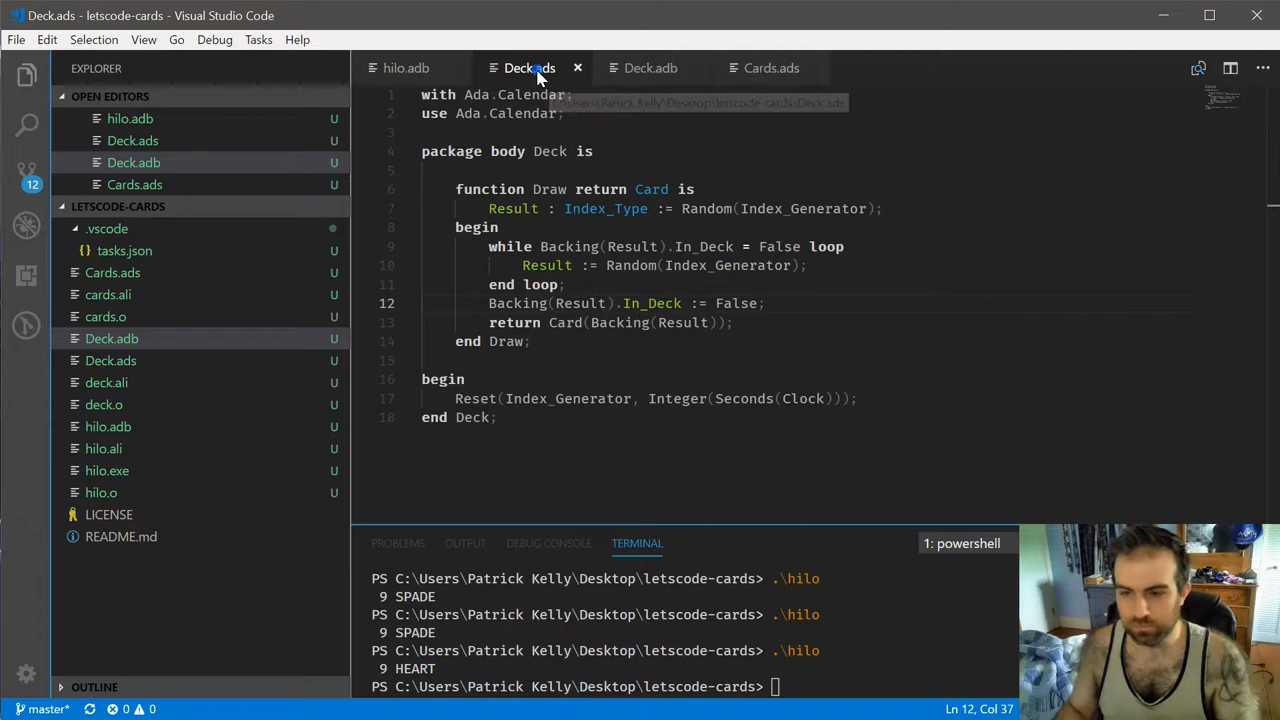 Deck.ads - letscode-cards - Visual Studio Code
File Edit Selection View Go Debug Tasks Help
EXPLORER
OPEN EDITORS
hilo.adb U
Deck.ads U
Deck.adb U
Cards.ads U
12
LETSCODE-CARDS
.vscode
{} tasks.json U
Cards.ads U
cards.ali U
cards.o U
Deck.adb U
Deck.ads U
deck.ali U
deck.o U
hilo.adb U
hilo.ali U
hilo.exe U
hilo.o U
LICENSE
README.md
OUTLINE
hilo.adb Deck.ads Deck.adb Cards.ads
C:\Users\Patrick Kelly\Desktop\letscode-cards\Deck.ads
1 with Ada.Calendar;
2 use Ada.Calendar;
3
4 package body Deck is
5
6 function Draw return Card is
7 Result : Index_Type := Random(Index_Generator);
8 begin
9 while Backing(Result).In_Deck = False loop
10 Result := Random(Index_Generator);
11 end loop;
12 Backing(Result).In_Deck := False;
13 return Card(Backing(Result));
14 end Draw;
15
16 begin
17 Reset(Index_Generator, Integer(Seconds(Clock)));
18 end Deck;
PROBLEMS OUTPUT DEBUG CONSOLE TERMINAL 1: powershell
PS C:\Users\Patrick Kelly\Desktop\letscode-cards> .\hilo
9 SPADE
PS C:\Users\Patrick Kelly\Desktop\letscode-cards> .\hilo
9 SPADE
PS C:\Users\Patrick Kelly\Desktop\letscode-cards> .\hilo
9 HEART
PS C:\Users\Patrick Kelly\Desktop\letscode-cards>
master* 0 0 Ln 12, Col 37